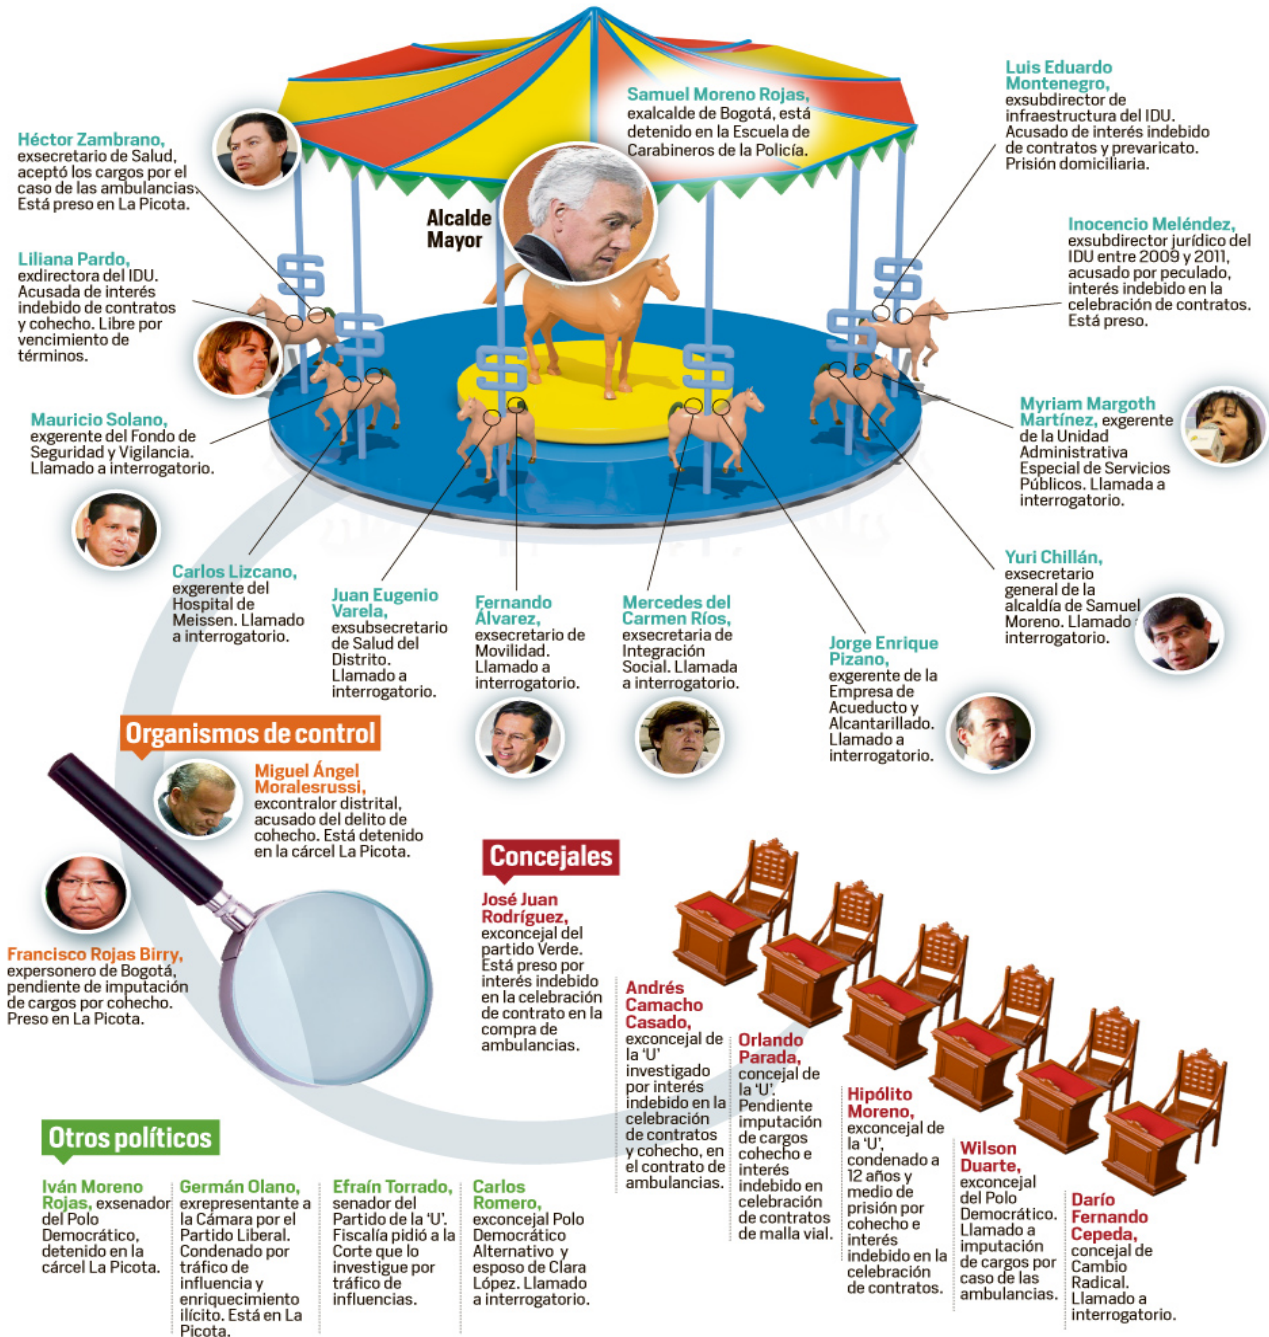 Samuel Moreno Rojas,
exalcalde de Bogotá, está
detenido en la Escuela de
Carabineros de la Policía.
Alcalde
Mayor
Héctor Zambrano,
exsecretario de Salud,
aceptó los cargos por el
caso de las ambulancias.
Está preso en La Picota.
Liliana Pardo,
exdirectora del IDU.
Acusada de interés
indebido de contratos
y cohecho. Libre por
vencimiento de
términos.
Mauricio Solano,
exgerente del Fondo de
Seguridad y Vigilancia.
Llamado a interrogatorio.
Carlos Lizcano,
exgerente del
Hospital de
Meissen. Llamado
a interrogatorio.
Juan Eugenio
Varela,
exsubsecretario
de Salud del
Distrito.
Llamado a
interrogatorio.
Fernando
Álvarez,
exsecretario de
Movilidad.
Llamado a
interrogatorio.
Mercedes del
Carmen Ríos,
exsecretaria de
Integración
Social. Llamada
a interrogatorio.
Jorge Enrique
Pizano,
exgerente de la
Empresa de
Acueducto y
Alcantarillado.
Llamado a
interrogatorio.
Luis Eduardo
Montenegro,
exsubdirector de
infraestructura del IDU.
Acusado de interés indebido
de contratos y prevaricato.
Prisión domiciliaria.
Inocencio Meléndez,
exsubdirector jurídico del
IDU entre 2009 y 2011,
acusado por peculado,
interés indebido en la
celebración de contratos.
Está preso.
Myriam Margoth
Martínez, exgerente
de la Unidad
Administrativa
Especial de Servicios
Públicos. Llamada a
interrogatorio.
Yuri Chillán,
exsecretario
general de la
alcaldía de Samuel
Moreno. Llamado a
interrogatorio.
Organismos de control
Miguel Ángel
Moralesrussi,
excontralor distrital,
acusado del delito de
cohecho. Está detenido
en la cárcel La Picota.
Francisco Rojas Birry,
expersonero de Bogotá,
pendiente de imputación
de cargos por cohecho.
Preso en La Picota.
Concejales
José Juan
Rodríguez,
exconcejal del
partido Verde.
Está preso por
interés indebido
en la celebración
de contrato en la
compra de
ambulancias.
Andrés
Camacho
Casado,
exconcejal de
la ‘U’
investigado
por interés
indebido en la
celebración
de contratos
y cohecho, en
el contrato de
ambulancias.
Orlando
Parada,
concejal de
la ‘U’.
Pendiente
imputación
de cargos
cohecho e
interés
indebido en
celebración
de contratos
de malla vial.
Hipólito
Moreno,
exconcejal de
la ‘U’,
condenado a
12 años y
medio de
prisión por
cohecho e
interés
indebido en la
celebración
de contratos.
Wilson
Duarte,
exconcejal
del Polo
Democrático.
Llamado a
imputación
de cargos por
caso de las
ambulancias.
Darío
Fernando
Cepeda,
concejal de
Cambio
Radical.
Llamado a
interrogatorio.
Otros políticos
Iván Moreno
Rojas, exsenador
del Polo
Democrático,
detenido en la
cárcel La Picota.
Germán Olano,
exrepresentante a
la Cámara por el
Partido Liberal.
Condenado por
tráfico de
influencia y
enriquecimiento
ilícito. Está en La
Picota.
Efraín Torrado,
senador del
Partido de la ‘U’.
Fiscalía pidió a la
Corte que lo
investigue por
tráfico de
influencias.
Carlos
Romero,
exconcejal Polo
Democrático
Alternativo y
esposo de Clara
López. Llamado
a interrogatorio.